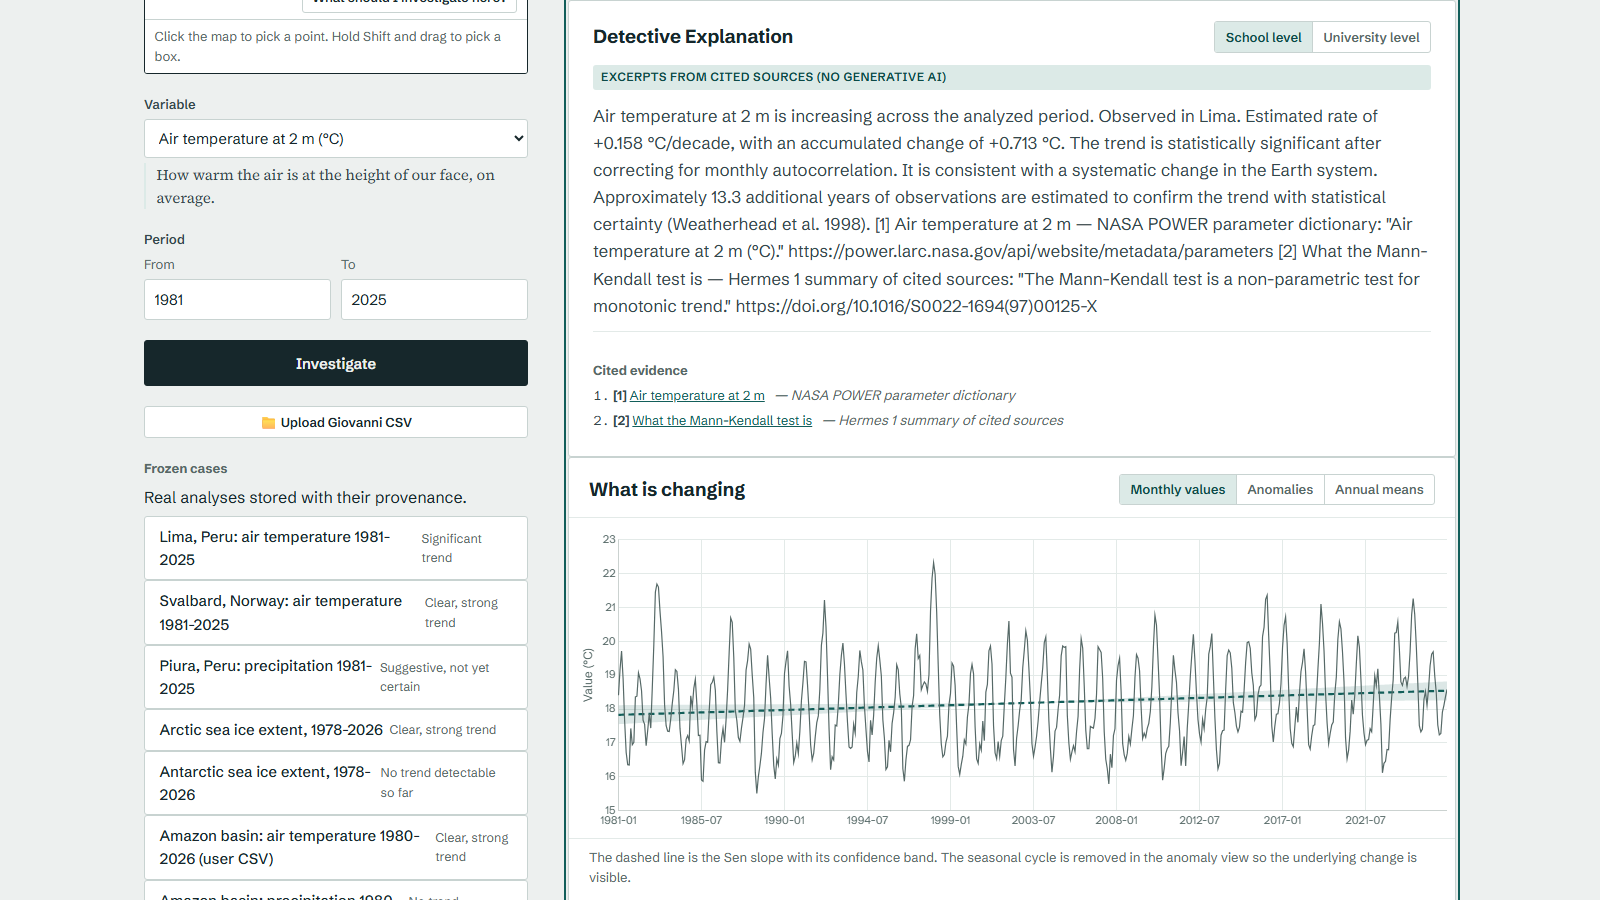 What should I investigate here?
Click the map to pick a point. Hold Shift and drag to pick a
box.
Variable
Air temperature at 2 m (°C)
How warm the air is at the height of our face, on
average.
Period
From
To
1981
2025
Investigate
Upload Giovanni CSV
Frozen cases
Real analyses stored with their provenance.
Lima, Peru: air temperature 1981-
2025
Significant
trend
Svalbard, Norway: air temperature
1981-2025
Clear, strong
trend
Piura, Peru: precipitation 1981-
2025
Suggestive, not yet
certain
Arctic sea ice extent, 1978-2026
Clear, strong trend
Antarctic sea ice extent, 1978-
2026
No trend detectable
so far
Amazon basin: air temperature 1980-
2026 (user CSV)
Clear, strong
trend
Amazon basin: precipitation 1980-
No trend
Detective Explanation
School level
University level
EXCERPTS FROM CITED SOURCES (NO GENERATIVE AI)
Air temperature at 2 m is increasing across the analyzed period. Observed in Lima. Estimated rate of
+0.158 °C/decade, with an accumulated change of +0.713 °C. The trend is statistically significant after
correcting for monthly autocorrelation. It is consistent with a systematic change in the Earth system.
Approximately 13.3 additional years of observations are estimated to confirm the trend with statistical
certainty (Weatherhead et al. 1998). [1] Air temperature at 2 m — NASA POWER parameter dictionary: "Air
temperature at 2 m (°C)." https://power.larc.nasa.gov/api/website/metadata/parameters [2] What the Mann-
Kendall test is — Hermes 1 summary of cited sources: "The Mann-Kendall test is a non-parametric test for
monotonic trend." https://doi.org/10.1016/S0022-1694(97)00125-X
Cited evidence
1. [1] Air temperature at 2 m — NASA POWER parameter dictionary
2. [2] What the Mann-Kendall test is — Hermes 1 summary of cited sources
What is changing
Monthly values
Anomalies
Annual means
Value (°C)
23
22
21
20
19
18
17
16
15
1981-01
1985-07
1990-01
1994-07
1999-01
2003-07
2008-01
2012-07
2017-01
2021-07
The dashed line is the Sen slope with its confidence band. The seasonal cycle is removed in the anomaly view so the underlying change is
visible.